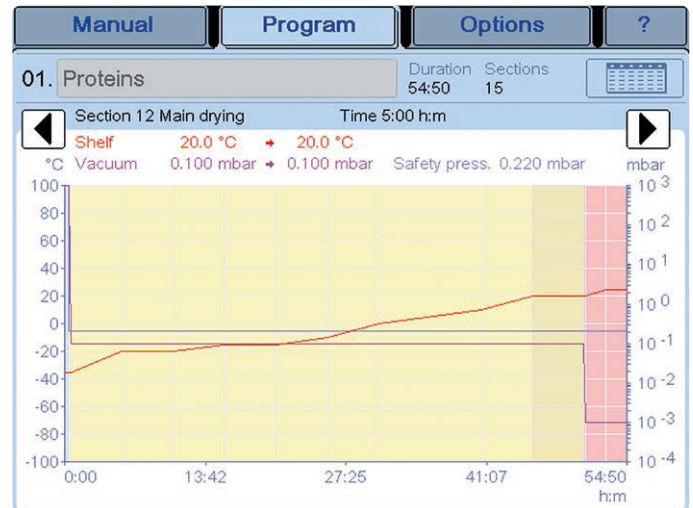 Manual Program Options ?
01. Proteins Duration 54:50 Sections 15
Section 12 Main drying Time 5:00 h:m
Shelf 20.0 °C → 20.0 °C
°C Vacuum 0.100 mbar → 0.100 mbar Safety press. 0.220 mbar mbar
100 10 3
80
60 10 2
40 10 1
20
0 10 0
-20 10 -1
-40 10 -2
-60 10 -3
-80
-100 10 -4
0:00 13:42 27:25 41:07 54:50
h:m